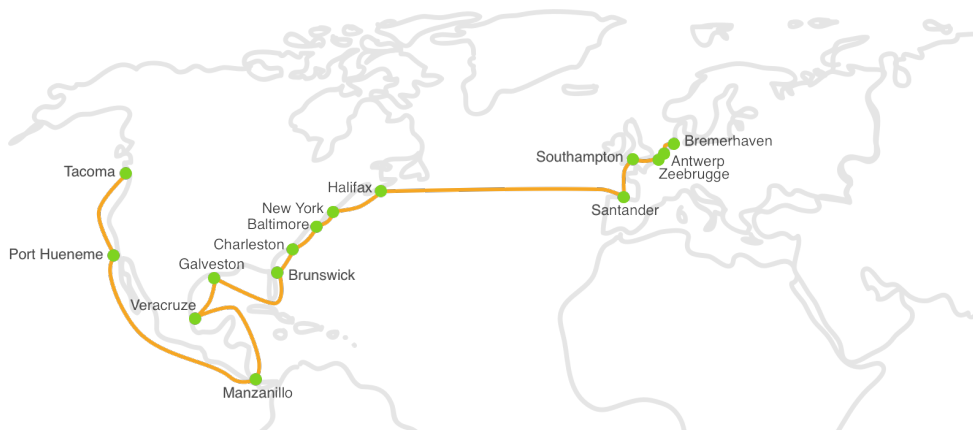 Tacoma
Port Hueneme
Halifax
New York
Baltimore
Charleston
Galveston
Brunswick
Veracruze
Manzanillo
Southampton
Bremerhaven
Antwerp
Zeebrugge
Santander